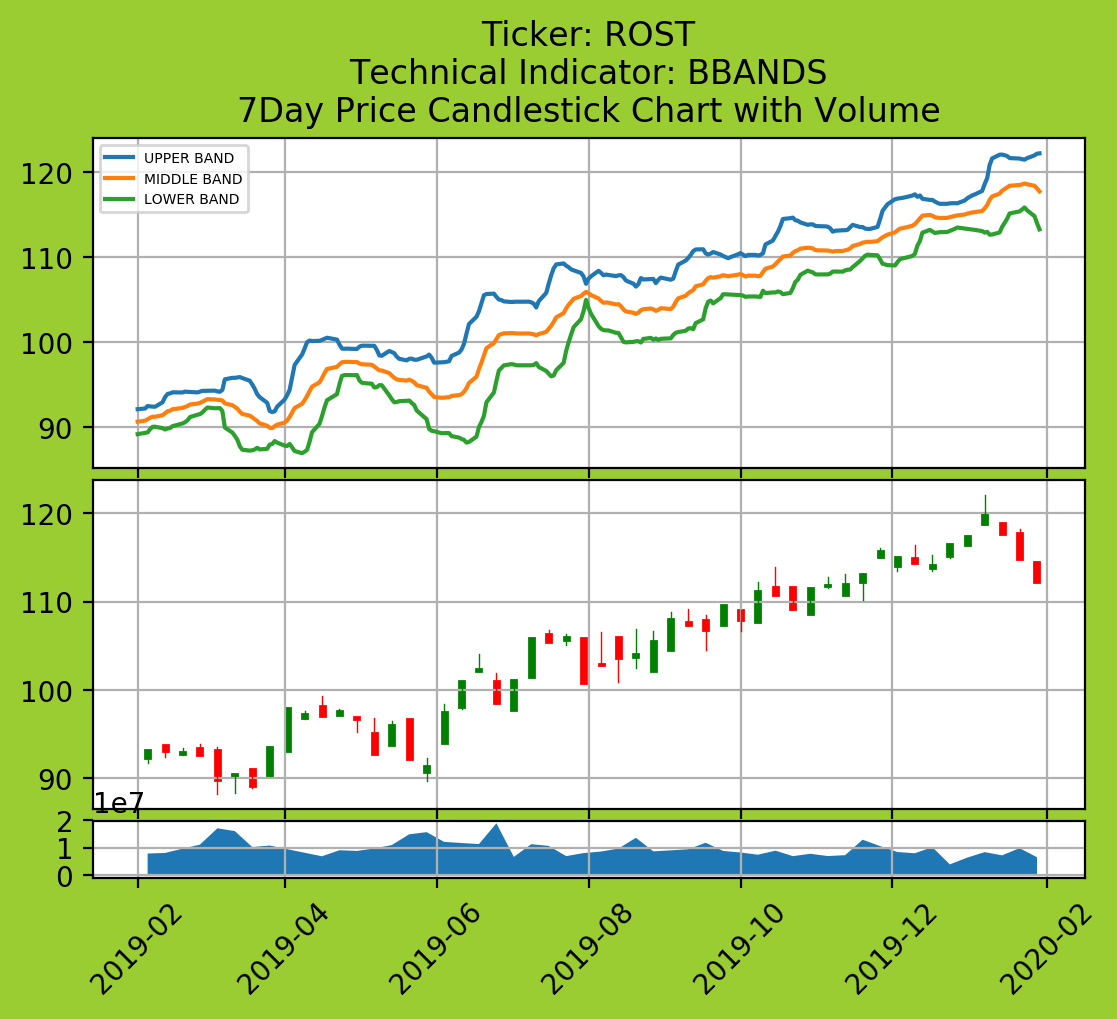 Ticker: ROST
Technical Indicator: BBANDS
7Day Price Candlestick Chart with Volume
UPPER BAND
MIDDLE BAND
LOWER BAND
120
110
100
90
120
110
100
90
1e7
2
1
0
2019-02
2019-04
2019-06
2019-08
2019-10
2019-12
2020-02